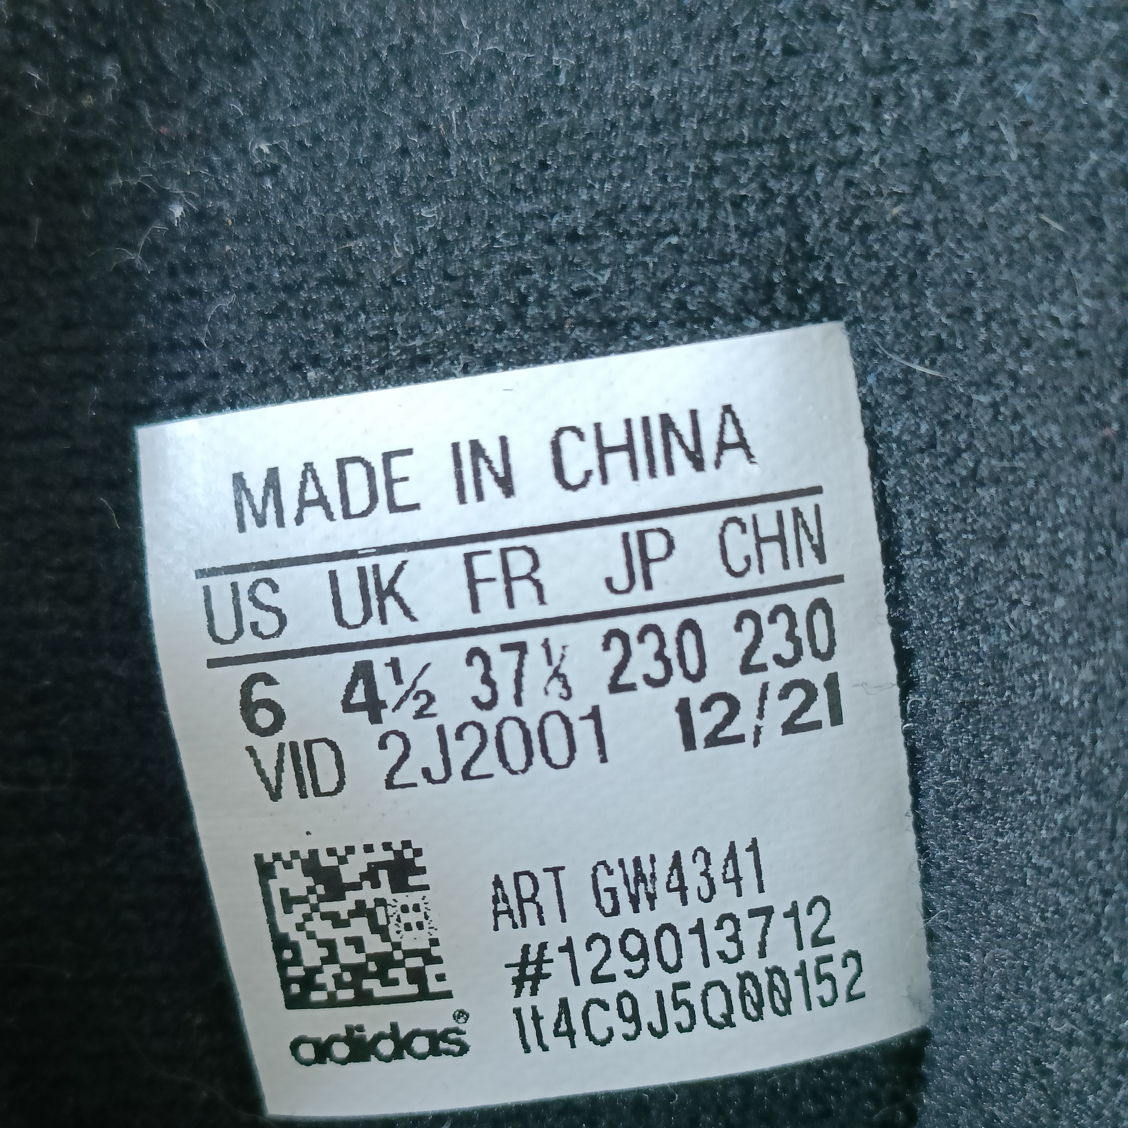 MADE IN CHINA
US UK FR JP CHN
6 4½ 37⅓ 230 230
VID 2J2001 12/21
ART GW4341
#129013712
1t4C9J5Q00152
adidas®